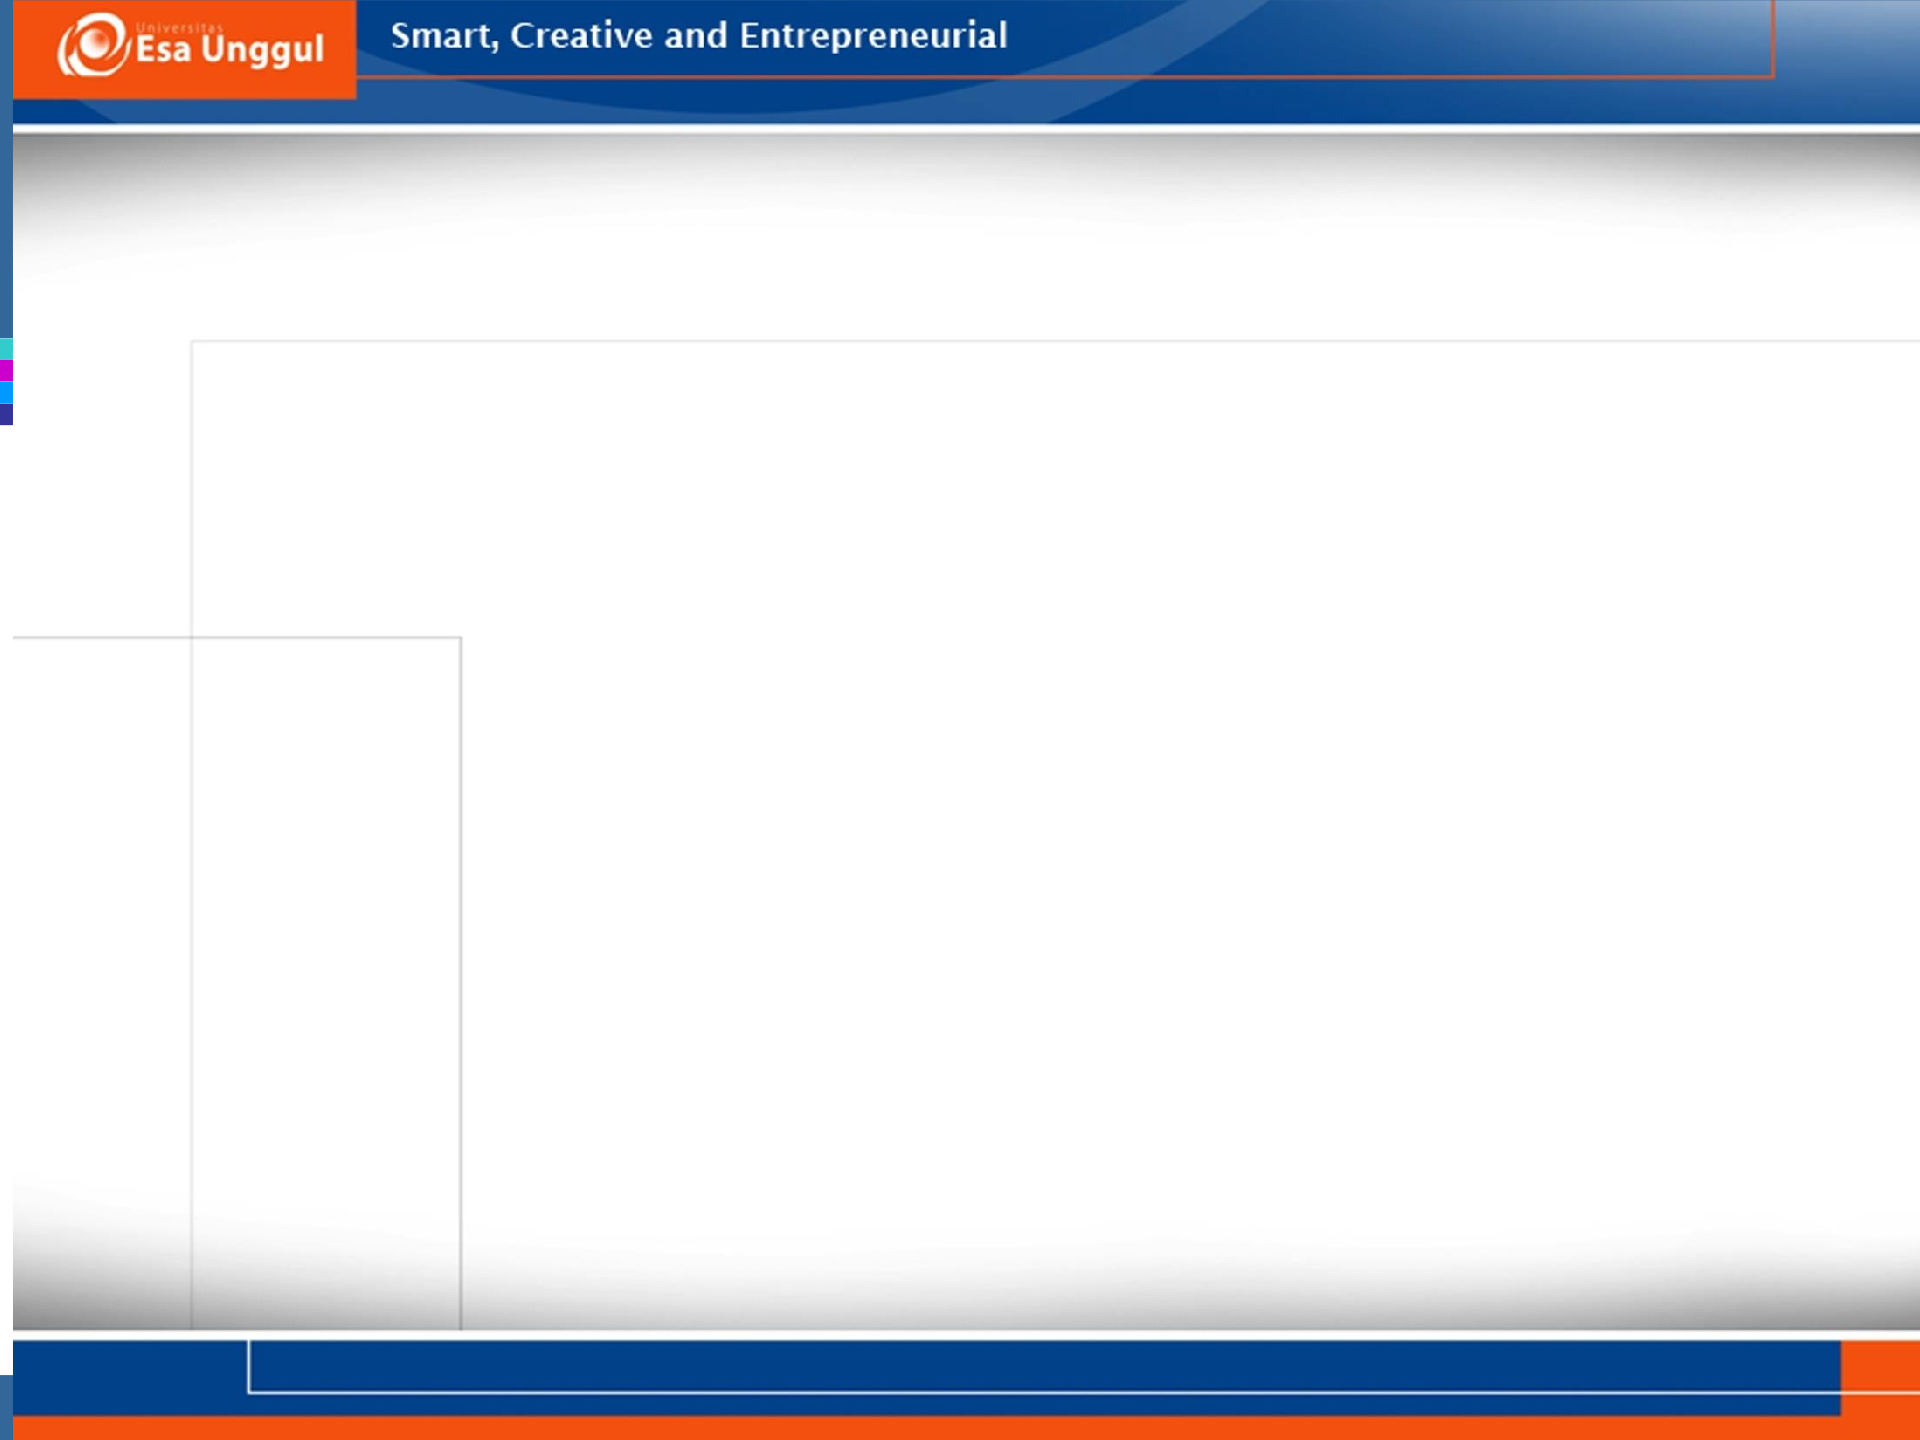 Universitas
Esa Unggul
Smart, Creative and Entrepreneurial